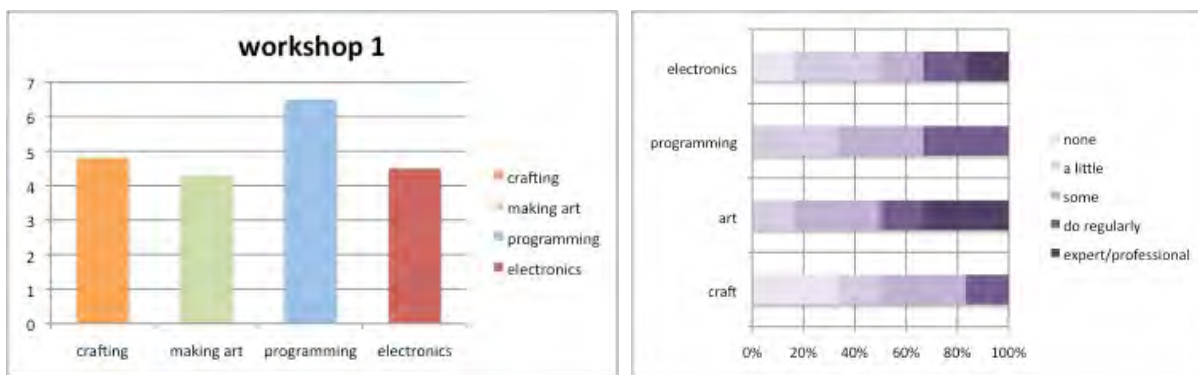 workshop 1
7
6
5
4
3
2
1
0
crafting making art programming electronics
crafting
making art
programming
electronics
electronics
programming
art
craft
0% 20% 40% 60% 80% 100%
none
a little
some
do regularly
expert/professional